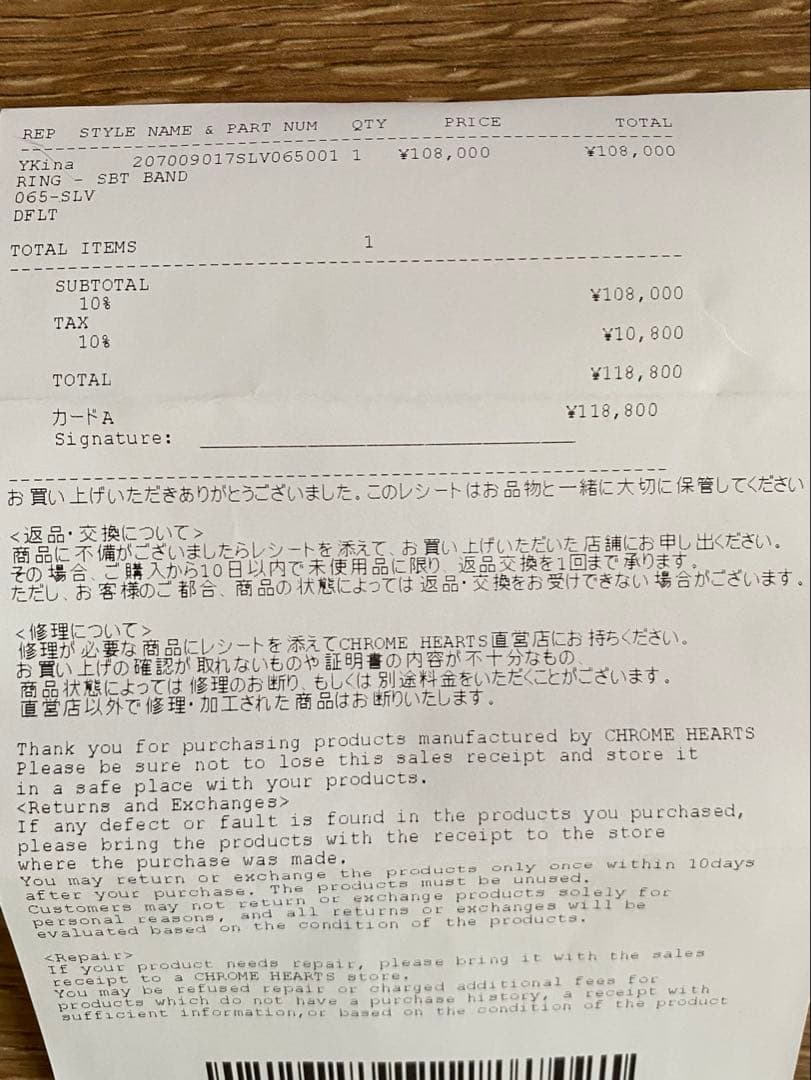 REP STYLE NAME & PART NUM QTY PRICE TOTAL
YKina 207009017SLV065001 1 ¥108,000 ¥108,000
RING - SBT BAND
065-SLV
DFLT
TOTAL ITEMS 1
SUBTOTAL
10% ¥108,000
TAX
10% ¥10,800
TOTAL ¥118,800
カードA ¥118,800
Signature:
お買い上げいただきありがとうございました。このレシートはお品物と一緒に大切に保管してください
<返品・交換について>
商品に不備がございましたらレシートを添えて、お買い上げいただいた店舗にお申し出ください。
その場合、ご購入から10日以内で未使用品に限り、返品交換を1回まで承ります。
ただし、お客様のご都合、商品の状態によっては返品・交換をお受けできない場合がございます。
<修理について>
修理が必要な商品にレシートを添えてCHROME HEARTS直営店にお持ちください。
お買い上げの確認が取れないものや証明書の内容が不十分なもの、
商品状態によっては修理のお断り、もしくは別途料金をいただくことがございます。
直営店以外で修理・加工された商品はお断りいたします。
Thank you for purchasing products manufactured by CHROME HEARTS
Please be sure not to lose this sales receipt and store it
in a safe place with your products.
<Returns and Exchanges>
If any defect or fault is found in the products you purchased,
please bring the products with the receipt to the store
where the purchase was made.
You may return or exchange the products only once within 10days
after your purchase. The products must be unused.
Customers may not return or exchange products solely for
personal reasons, and all returns or exchanges will be
evaluated based on the condition of the products.
<Repair>
If your product needs repair, please bring it with the sales
receipt to a CHROME HEARTS store.
You may be refused repair or charged additional fees for
products which do not have a purchase history, a receipt with
sufficient information,or based on the condition of the product